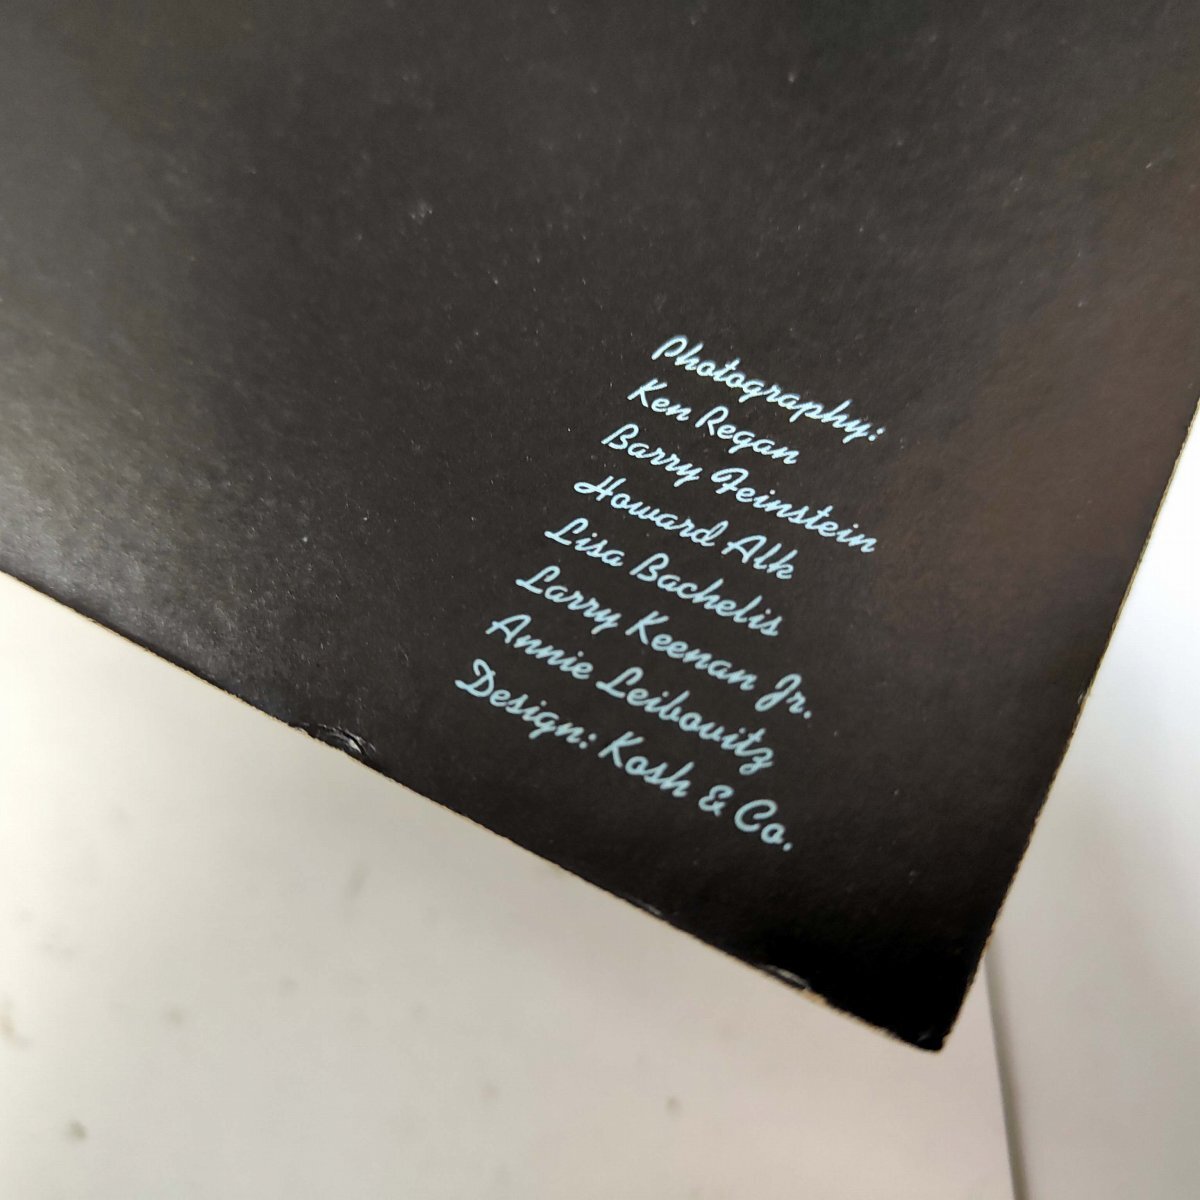 Photography:
Ken Regan
Barry Feinstein
Howard Alk
Lisa Bachelis
Larry Keenan Jr.
Annie Leibovitz
Design: Kosh & Co.